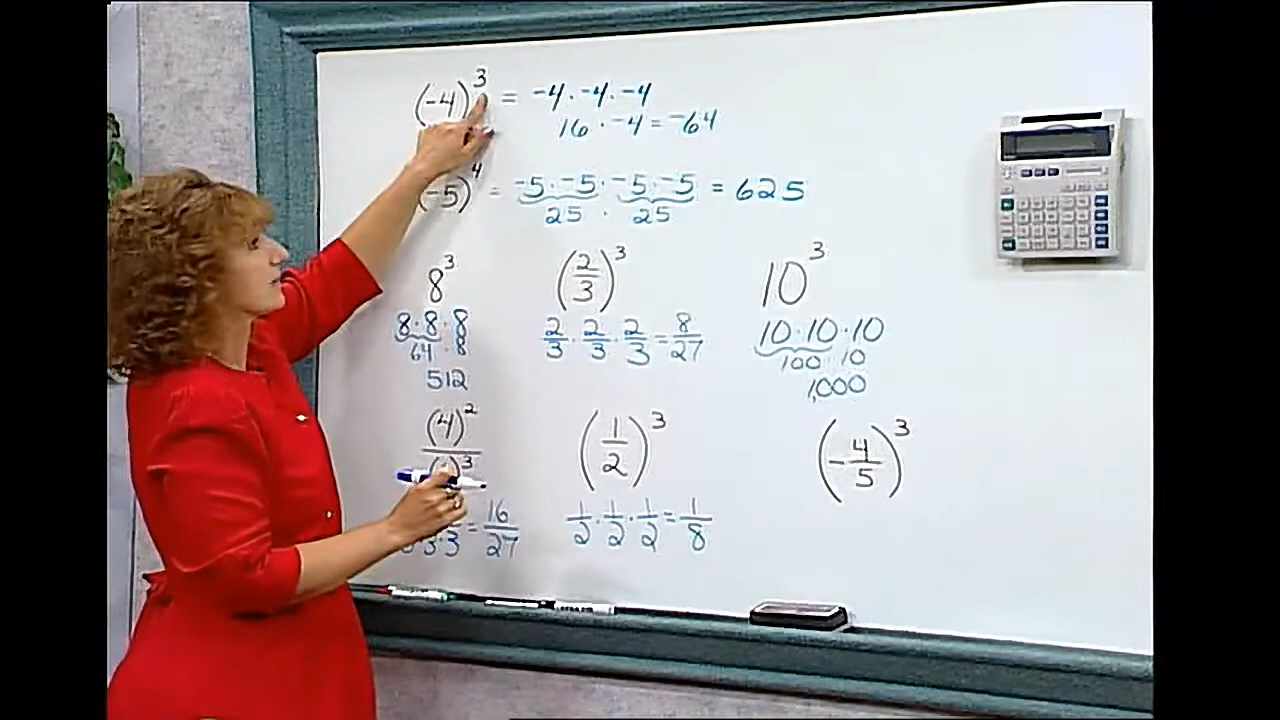 (-4)³ = -4 · -4 · -4
16 · -4 = -64
(-5)⁴ = -5 · -5 · -5 · -5 = 625
25 · 25
8³ (2/3)³ 10³
8 · 8 · 8 2/3 · 2/3 · 2/3 = 8/27 10 · 10 · 10
64 · 8 100 · 10
512 1,000
(4)² (1/2)³ (-4/5)³
( )³
3 · 3 = 16/27 1/2 · 1/2 · 1/2 = 1/8